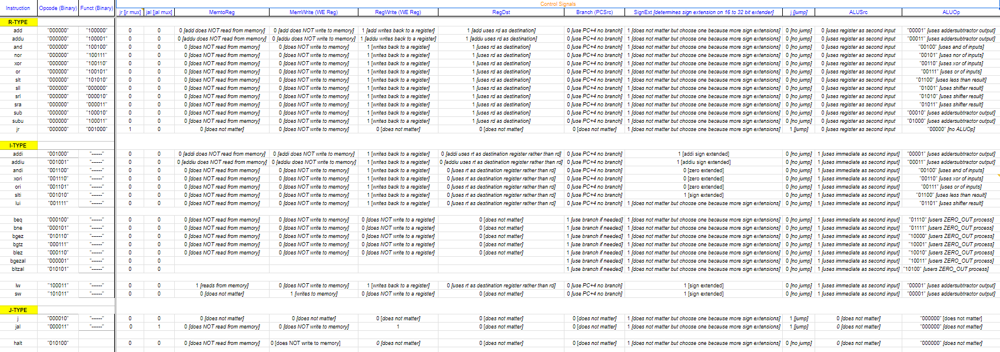 Control Signals
Instruction Opcode (Binary) Funct (Binary) jr [jr mux] jal [jal mux] MemtoReg MemWrite (WE Reg) RegWrite (WE Reg) RegDst Branch (PCSrc) SignExt [determines sign extension on 16 to 32 bit extender] j [jump] ALUSrc ALUOp
R-TYPE
add "000000" "100000" 0 0 0 [add does NOT read from memory] 0 [add does NOT write to memory] 1 [add writes back to a register] 1 [add uses rd as destination] 0 [use PC+4 no branch] 1 [does not matter but choose one because more sign extensions] 0 [no jump] 0 [uses register as second input "00001" [uses addersubtractor output]
addu "000000" "100001" 0 0 0 [addu does NOT read from memory] 0 [addu does NOT write to memory] 1 [addu writes back to a register] 1 [addu uses rd as destination] 0 [use PC+4 no branch] 1 [does not matter but choose one because more sign extensions] 0 [no jump] 0 [uses register as second input "00011" [uses addersubtractor output]
and "000000" "100100" 0 0 0 [does NOT read from memory] 0 [does NOT write to memory] 1 [writes back to a register] 1 [uses rd as destination] 0 [use PC+4 no branch] 1 [does not matter but choose one because more sign extensions] 0 [no jump] 0 [uses register as second input "00100" [uses and of inputs]
nor "000000" "100111" 0 0 0 [does NOT read from memory] 0 [does NOT write to memory] 1 [writes back to a register] 1 [uses rd as destination] 0 [use PC+4 no branch] 1 [does not matter but choose one because more sign extensions] 0 [no jump] 0 [uses register as second input "00101" [uses nor of inputs]
xor "000000" "100110" 0 0 0 [does NOT read from memory] 0 [does NOT write to memory] 1 [writes back to a register] 1 [uses rd as destination] 0 [use PC+4 no branch] 1 [does not matter but choose one because more sign extensions] 0 [no jump] 0 [uses register as second input "00110" [uses xor of inputs]
or "000000" "100101" 0 0 0 [does NOT read from memory] 0 [does NOT write to memory] 1 [writes back to a register] 1 [uses rd as destination] 0 [use PC+4 no branch] 1 [does not matter but choose one because more sign extensions] 0 [no jump] 0 [uses register as second input "00111" [uses or of inputs]
slt "000000" "101010" 0 0 0 [does NOT read from memory] 0 [does NOT write to memory] 1 [writes back to a register] 1 [uses rd as destination] 0 [use PC+4 no branch] 1 [does not matter but choose one because more sign extensions] 0 [no jump] 0 [uses register as second input "01100" [uses less than result]
sll "000000" "000000" 0 0 0 [does NOT read from memory] 0 [does NOT write to memory] 1 [writes back to a register] 1 [uses rd as destination] 0 [use PC+4 no branch] 1 [does not matter but choose one because more sign extensions] 0 [no jump] 0 [uses register as second input "01001" [uses shifter result]
srl "000000" "000010" 0 0 0 [does NOT read from memory] 0 [does NOT write to memory] 1 [writes back to a register] 1 [uses rd as destination] 0 [use PC+4 no branch] 1 [does not matter but choose one because more sign extensions] 0 [no jump] 0 [uses register as second input "01010" [uses shifter result]
sra "000000" "000011" 0 0 0 [does NOT read from memory] 0 [does NOT write to memory] 1 [writes back to a register] 1 [uses rd as destination] 0 [use PC+4 no branch] 1 [does not matter but choose one because more sign extensions] 0 [no jump] 0 [uses register as second input "01011" [uses shifter result]
sub "000000" "100010" 0 0 0 [does NOT read from memory] 0 [does NOT write to memory] 1 [writes back to a register] 1 [uses rd as destination] 0 [use PC+4 no branch] 1 [does not matter but choose one because more sign extensions] 0 [no jump] 0 [uses register as second input "00010" [uses addersubtractor output]
subu "000000" "100011" 0 0 0 [does NOT read from memory] 0 [does NOT write to memory] 1 [writes back to a register] 1 [uses rd as destination] 0 [use PC+4 no branch] 1 [does not matter but choose one because more sign extensions] 0 [no jump] 0 [uses register as second input "01000" [uses addersubtractor output]
jr "000000" "001000" 1 0 0 [does not matter] 0 [does NOT write to memory] 0 [does not matter] 0 [does not matter] 0 [does not matter] 1 [does not matter but choose one because more sign extensions] 1 [jump] 0 [uses register as second input "00000" [no ALUOp]
I-TYPE
addi "001000" "------" 0 0 0 [addi does NOT read from memory] 0 [addi does NOT write to memory] 1 [writes back to a register] 0 [addi uses rt as destination register rather than rd] 0 [use PC+4 no branch] 1 [addi sign extended] 0 [no jump] 1 [uses immediate as second input] "00001" [uses addersubtractor output]
addiu "001001" "------" 0 0 0 [addiu does NOT read from memory] 0 [addiu does NOT write to memory] 1 [writes back to a register] 0 [addiu uses rt as destination register rather than rd] 0 [use PC+4 no branch] 1 [addiu sign extended] 0 [no jump] 1 [uses immediate as second input] "00011" [uses addersubtractor output]
andi "001100" "------" 0 0 0 [does NOT read from memory] 0 [does NOT write to memory] 1 [writes back to a register] 0 [uses rt as destination register rather than rd] 0 [use PC+4 no branch] 0 [zero extended] 0 [no jump] 1 [uses immediate as second input] "00100" [uses and of inputs]
xori "001110" "------" 0 0 0 [does NOT read from memory] 0 [does NOT write to memory] 1 [writes back to a register] 0 [uses rt as destination register rather than rd] 0 [use PC+4 no branch] 0 [zero extended] 0 [no jump] 1 [uses immediate as second input] "00110" [uses xor of inputs]
ori "001101" "------" 0 0 0 [does NOT read from memory] 0 [does NOT write to memory] 1 [writes back to a register] 0 [uses rt as destination register rather than rd] 0 [use PC+4 no branch] 0 [zero extended] 0 [no jump] 1 [uses immediate as second input] "00111" [uses or of inputs]
slti "001010" "------" 0 0 0 [does NOT read from memory] 0 [does NOT write to memory] 1 [writes back to a register] 0 [uses rt as destination register rather than rd] 0 [use PC+4 no branch] 1 [sign extended] 0 [no jump] 1 [uses immediate as second input] "01100" [uses less than result]
lui "001111" "------" 0 0 0 [does NOT read from memory] 0 [does NOT write to memory] 1 [writes back to a register] 0 [uses rt as destination register rather than rd] 0 [use PC+4 no branch] 1 [does not matter but choose one because more sign extensions] 0 [no jump] 1 [uses immediate as second input] "01101" [uses shifter result]
beq "000100" "------" 0 0 0 [does NOT read from memory] 0 [does NOT write to memory] 0 [does NOT write to a register] 0 [does not matter] 1 [use branch if needed] 1 [does not matter but choose one because more sign extensions] 0 [no jump] 1 [uses immediate as second input] "01110" [users ZERO_OUT process]
bne "000101" "------" 0 0 0 [does NOT read from memory] 0 [does NOT write to memory] 0 [does NOT write to a register] 0 [does not matter] 1 [use branch if needed] 1 [does not matter but choose one because more sign extensions] 0 [no jump] 1 [uses immediate as second input] "01111" [users ZERO_OUT process]
bgez "010110" "------" 0 0 0 [does NOT read from memory] 0 [does NOT write to memory] 0 [does NOT write to a register] 0 [does not matter] 1 [use branch if needed] 1 [does not matter but choose one because more sign extensions] 0 [no jump] 1 [uses immediate as second input] "10000" [users ZERO_OUT process]
bgtz "000111" "------" 0 0 0 [does NOT read from memory] 0 [does NOT write to memory] 0 [does NOT write to a register] 0 [does not matter] 1 [use branch if needed] 1 [does not matter but choose one because more sign extensions] 0 [no jump] 1 [uses immediate as second input] "10001" [users ZERO_OUT process]
blez "000110" "------" 0 0 0 [does NOT read from memory] 0 [does NOT write to memory] 0 [does NOT write to a register] 0 [does not matter] 1 [use branch if needed] 1 [does not matter but choose one because more sign extensions] 0 [no jump] 1 [uses immediate as second input] "10010" [users ZERO_OUT process]
bgezal "000001" "------" 0 0 1 [use branch if needed] 1 [does not matter but choose one because more sign extensions] 0 [no jump] 1 [uses immediate as second input] "10011" [users ZERO_OUT process]
bltzal "010101" "------" 0 0 1 [use branch if needed] 1 [does not matter but choose one because more sign extensions] 0 [no jump] 1 [uses immediate as second input] "10100" [users ZERO_OUT process]
lw "100011" "------" 0 0 1 [reads from memory] 0 [does NOT write to memory] 1 [writes back to a register] 0 [uses rt as destination register rather than rd] 0 [use PC+4 no branch] 1 [sign extended] 0 [no jump] 1 [uses immediate as second input] "00001" [uses addersubtractor output]
sw "101011" "------" 0 0 0 [does not matter] 1 [writes to memory] 0 [does NOT write to a register] 0 [does not matter] 0 [use PC+4 no branch] 1 [sign extended] 0 [no jump] 1 [uses immediate as second input] "00001" [uses addersubtractor output]
J-TYPE
j "000010" "------" 0 0 0 [does not matter] 0 [does not matter] 0 [does not matter] 0 [does not matter] 0 [does not matter] 1 [does not matter but choose one because more sign extensions] 1 [jump] 0 [does not matter] "000000" [does not matter]
jal "000011" "------" 0 1 0 [does NOT read from memory] 0 [does NOT write to memory] 1 0 [does not matter] 0 [does not matter] 1 [does not matter but choose one because more sign extensions] 1 [jump] 0 [does not matter] "000000" [does not matter]
halt "010100" 0 0 0 [does NOT read from memory] 0 [does NOT write to memory] 0 [does not matter] 0 [does not matter] 0 [does not matter] 1 [does not matter but choose one because more sign extensions] 0 [no jump] 0 [does not matter] "000000" [does not matter]